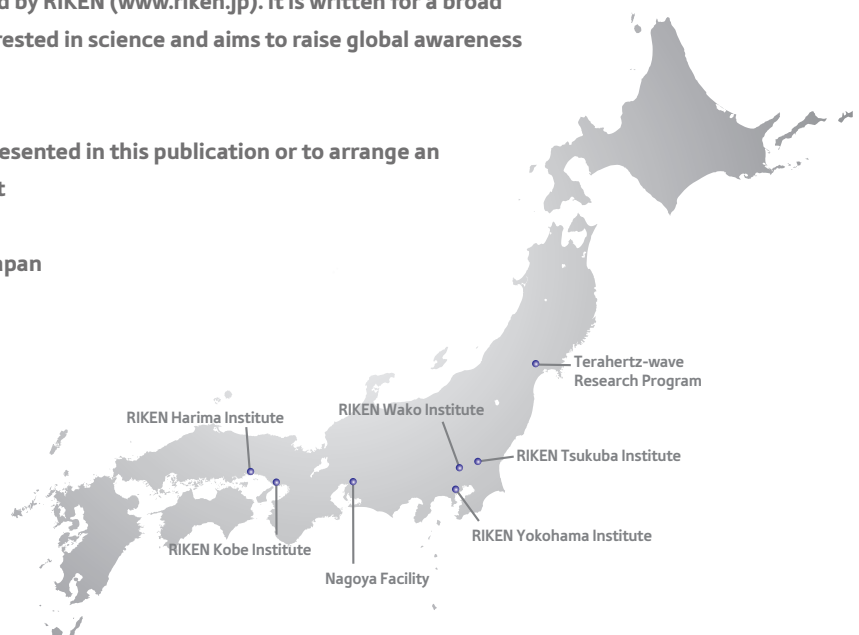 d by RIKEN (www.riken.jp). It is written for a broad
rested in science and aims to raise global awareness
esented in this publication or to arrange an
t
apan
Terahertz-wave
Research Program
RIKEN Harima Institute
RIKEN Wako Institute
RIKEN Tsukuba Institute
RIKEN Yokohama Institute
RIKEN Kobe Institute
Nagoya Facility